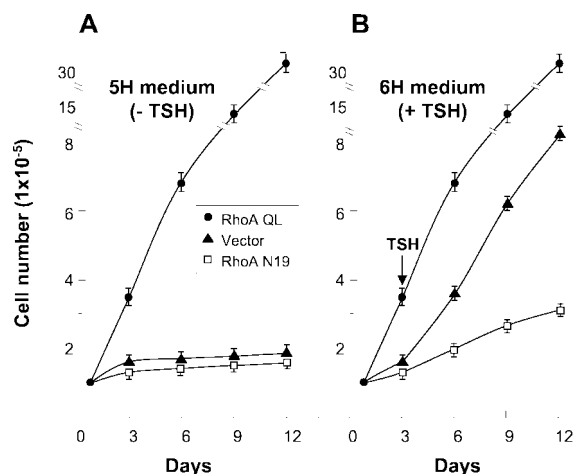 A
B
5H medium
(- TSH)
6H medium
(+ TSH)
Cell number (1x10-5)
30
15
8
6
4
2
0
3
6
9
12
Days
RhoA QL
Vector
RhoA N19
TSH
30
15
8
6
4
2
0
3
6
9
12
Days